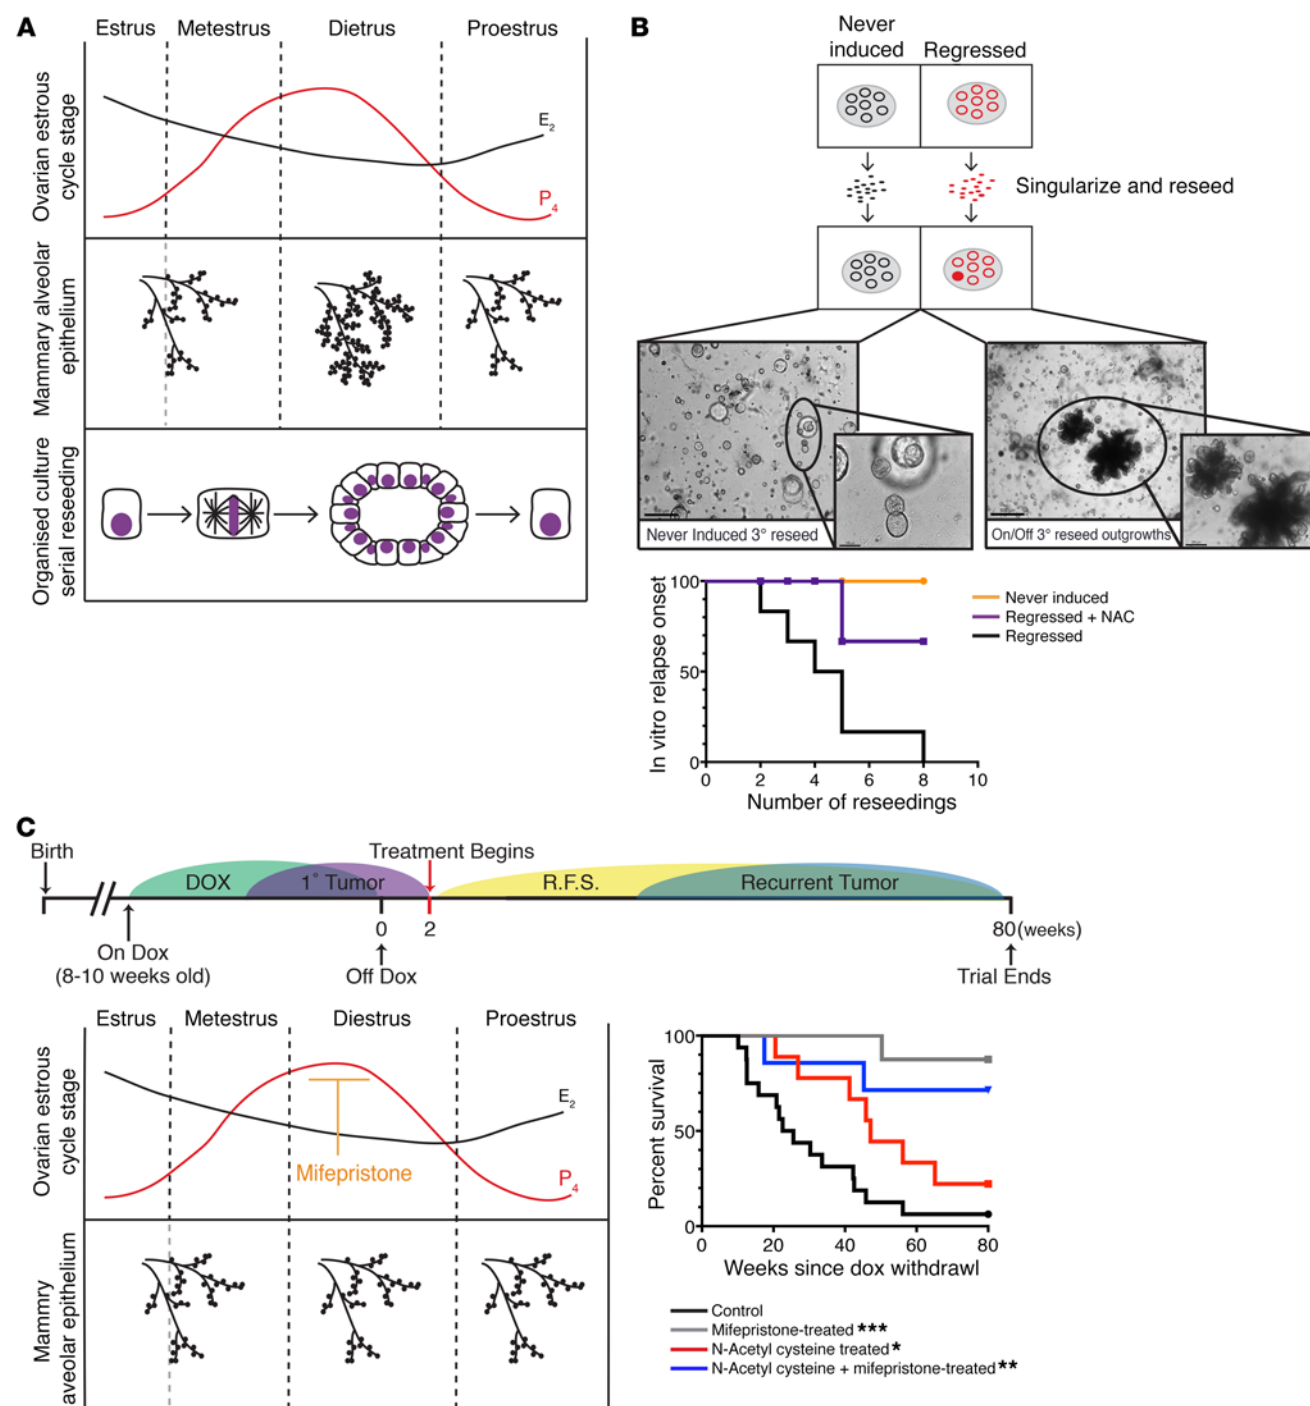 A
Estrus
Metestrus
Dietrus
Proestrus
Ovarian estrous
cycle stage
E2
P4
Mammary alveolar
epithelium
Organised culture
serial reseeding
B
Never
induced
Regressed
Singularize and reseed
Never Induced 3° reseed
On/Off 3° reseed outgrowths
In vitro relapse onset
100
50
0
0 2 4 6 8 10
Number of reseedings
Never induced
Regressed + NAC
Regressed
C
Birth
Treatment Begins
DOX
1° Tumor
R.F.S.
Recurrent Tumor
0
2
80(weeks)
On Dox
(8-10 weeks old)
Off Dox
Trial Ends
Estrus
Metestrus
Diestrus
Proestrus
Ovarian estrous
cycle stage
E2
Mifepristone
P4
Mammry
aveolar epithelium
Percent survival
100
50
0
0 20 40 60 80
Weeks since dox withdrawl
Control
Mifepristone-treated ***
N-Acetyl cysteine treated *
N-Acetyl cysteine + mifepristone-treated **